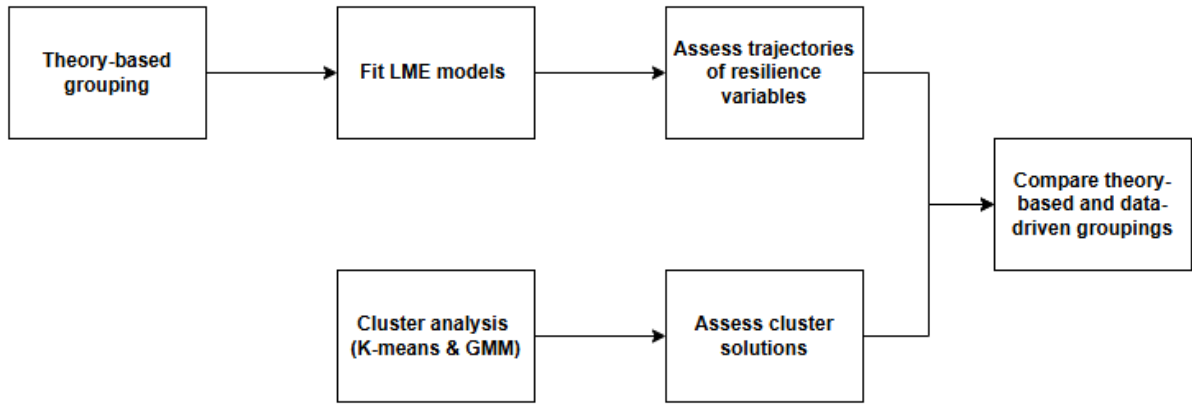 Theory-based
grouping
Fit LME models
Assess trajectories
of resilience
variables
Compare theory-
based and data-
driven groupings
Cluster analysis
(K-means & GMM)
Assess cluster
solutions